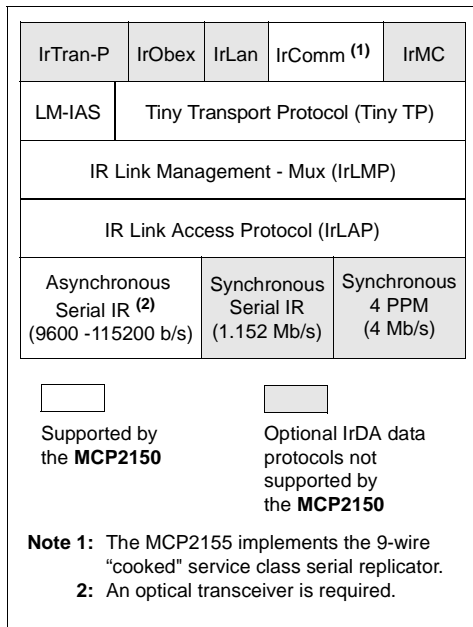 IrTran-P IrObex IrLan IrComm (1) IrMC
LM-IAS Tiny Transport Protocol (Tiny TP)
IR Link Management - Mux (IrLMP)
IR Link Access Protocol (IrLAP)
Asynchronous
Serial IR (2)
(9600 -115200 b/s)
Synchronous
Serial IR
(1.152 Mb/s)
Synchronous
4 PPM
(4 Mb/s)
Supported by
the MCP2150
Optional IrDA data
protocols not
supported by
the MCP2150
Note 1: The MCP2155 implements the 9-wire
“cooked" service class serial replicator.
2: An optical transceiver is required.